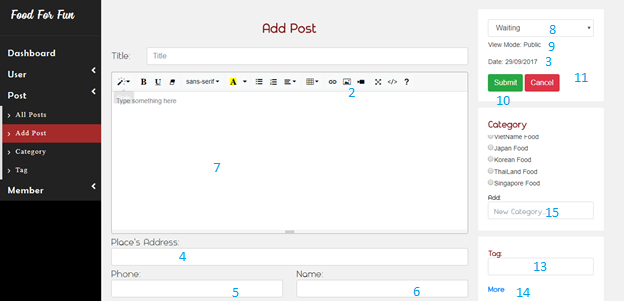 Food For Fun
Dashboard
User
Post
All Posts
Add Post
Category
Tag
Member
Add Post
Title:
Title
B U sans-serif A </> ?
2
Type something here
7
Place's Address:
4
Phone: Name:
5 6
Waiting 8
View Mode: Public 9
Date: 29/09/2017 3
Submit Cancel 11
10
Category
VietName Food
Japan Food
Korean Food
ThaiLand Food
Singapore Food
Add:
New Category... 15
Tag:
13
More 14